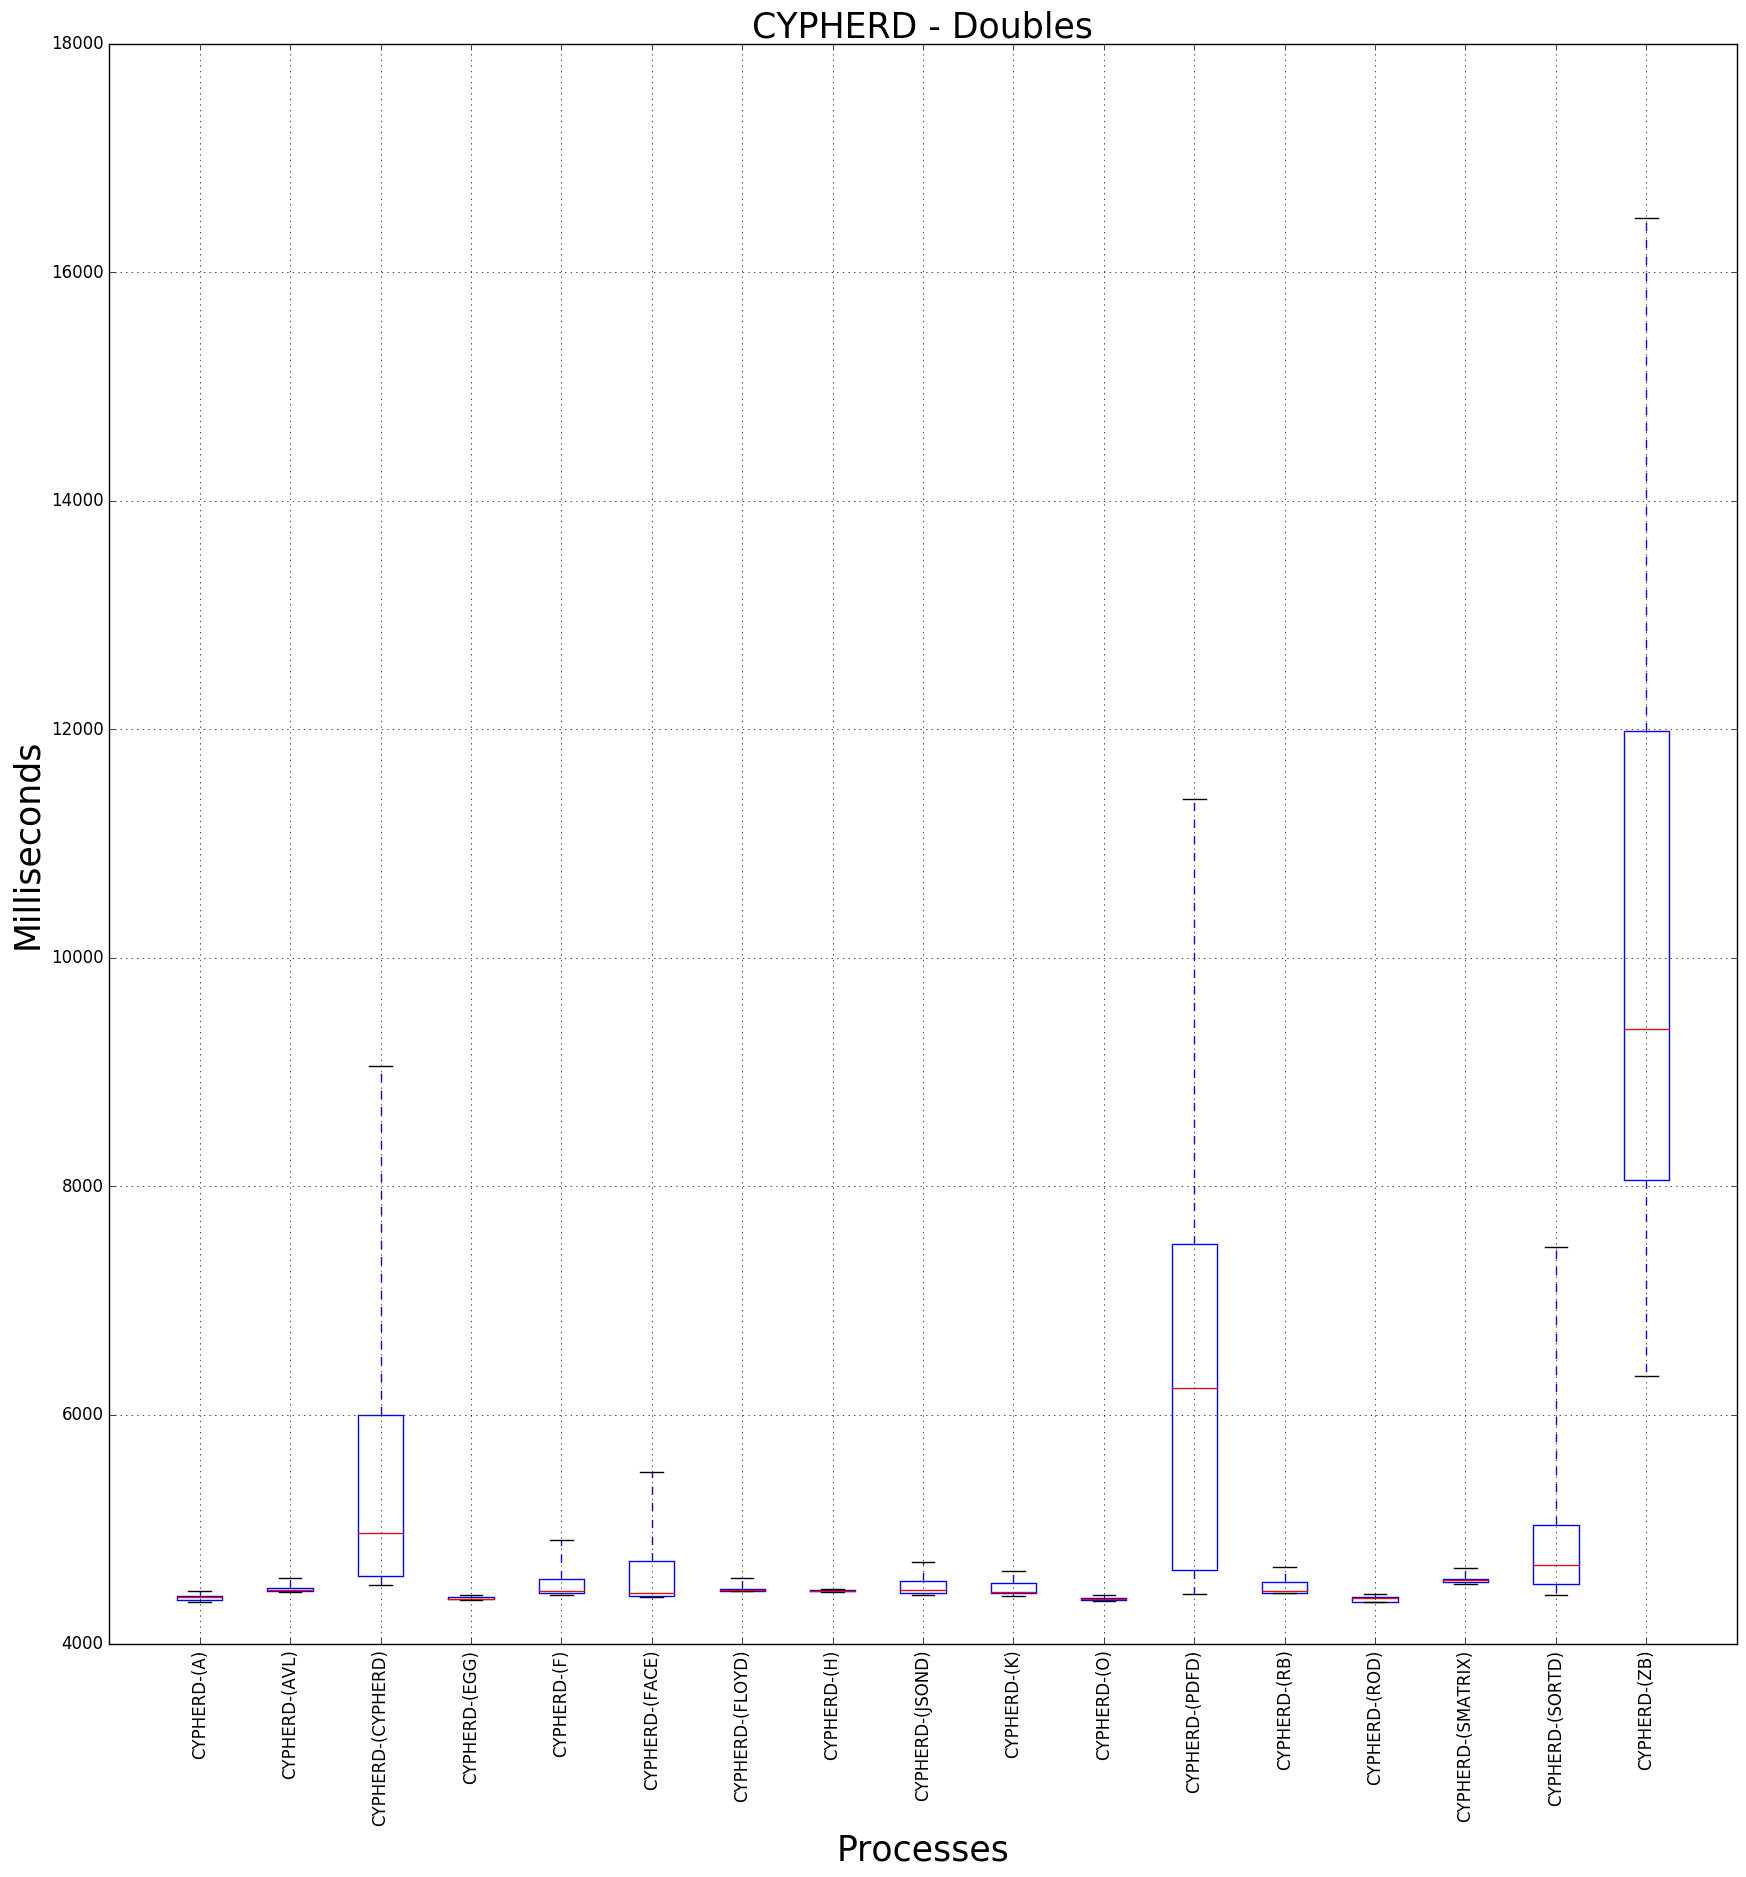 CYPHERD - Doubles
18000
16000
14000
12000
10000
8000
6000
4000
Milliseconds
CYPHERD-(A)
CYPHERD-(AVL)
CYPHERD-(CYPHERD)
CYPHERD-(EGG)
CYPHERD-(F)
CYPHERD-(FACE)
CYPHERD-(FLOYD)
CYPHERD-(H)
CYPHERD-(JSOND)
CYPHERD-(K)
CYPHERD-(O)
CYPHERD-(PDFD)
CYPHERD-(RB)
CYPHERD-(ROD)
CYPHERD-(SMATRIX)
CYPHERD-(SORTD)
CYPHERD-(ZB)
Processes